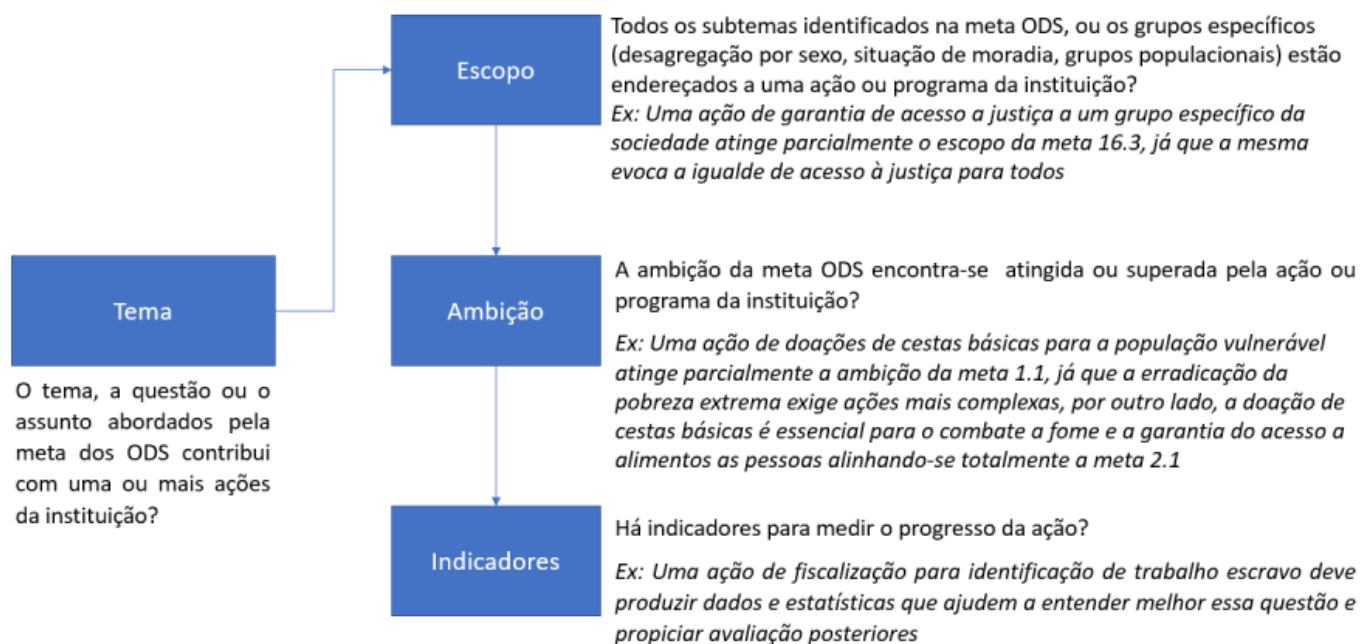 Escopo
Todos os subtemas identificados na meta ODS, ou os grupos específicos
(desagregação por sexo, situação de moradia, grupos populacionais) estão
endereçados a uma ação ou programa da instituição?
Ex: Uma ação de garantia de acesso a justiça a um grupo específico da
sociedade atinge parcialmente o escopo da meta 16.3, já que a mesma
evoca a igualde de acesso à justiça para todos
Tema
O tema, a questão ou o
assunto abordados pela
meta dos ODS contribui
com uma ou mais ações
da instituição?
Ambição
A ambição da meta ODS encontra-se atingida ou superada pela ação ou
programa da instituição?
Ex: Uma ação de doações de cestas básicas para a população vulnerável
atinge parcialmente a ambição da meta 1.1, já que a erradicação da
pobreza extrema exige ações mais complexas, por outro lado, a doação de
cestas básicas é essencial para o combate a fome e a garantia do acesso a
alimentos as pessoas alinhando-se totalmente a meta 2.1
Indicadores
Há indicadores para medir o progresso da ação?
Ex: Uma ação de fiscalização para identificação de trabalho escravo deve
produzir dados e estatísticas que ajudem a entender melhor essa questão e
propiciar avaliação posteriores